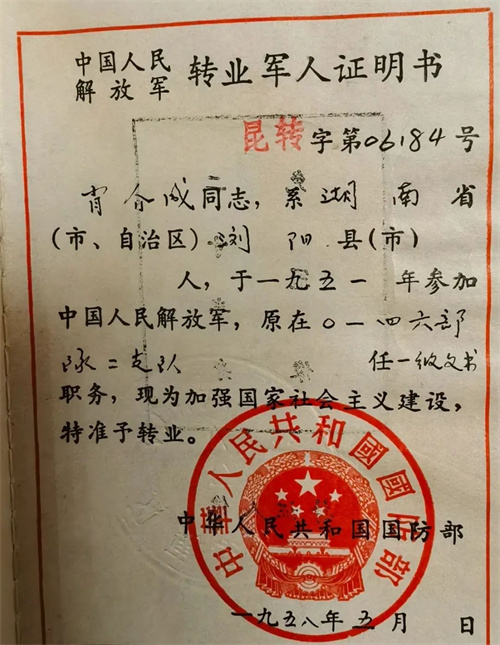 中国人民解放军 转业军人证明书
昆转字第06184号
肖介成同志，系湖南省
(市、自治区)浏阳县(市)
人，于一九五一年参加
中国人民解放军，原在〇一四六部
队二支队 任一级文书
职务，现为加强国家社会主义建设，
特准予转业。
中华人民共和国国防部
中华人民共和國國防部
一九五八年五月 日